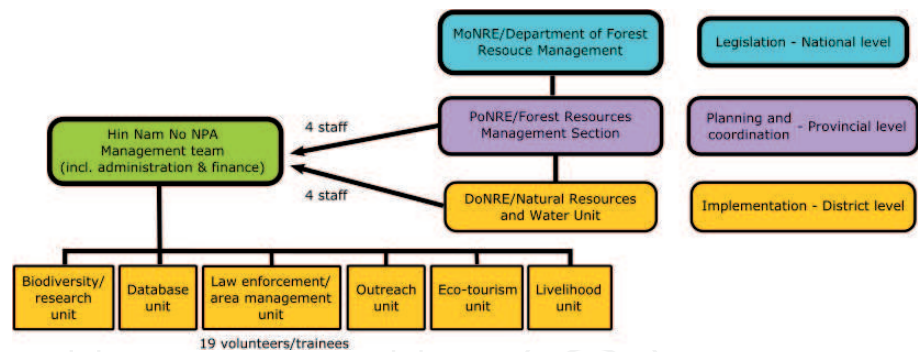 MoNRE/Department of Forest
Resouce Management
Legislation - National level
Hin Nam No NPA
Management team
(incl. administration & finance)
4 staff
PoNRE/Forest Resources
Management Section
Planning and
coordination - Provincial level
4 staff
DoNRE/Natural Resources
and Water Unit
Implementation - District level
Biodiversity/
research
unit
Database
unit
Law enforcement/
area management
unit
Outreach
unit
Eco-tourism
unit
Livelihood
unit
19 volunteers/trainees